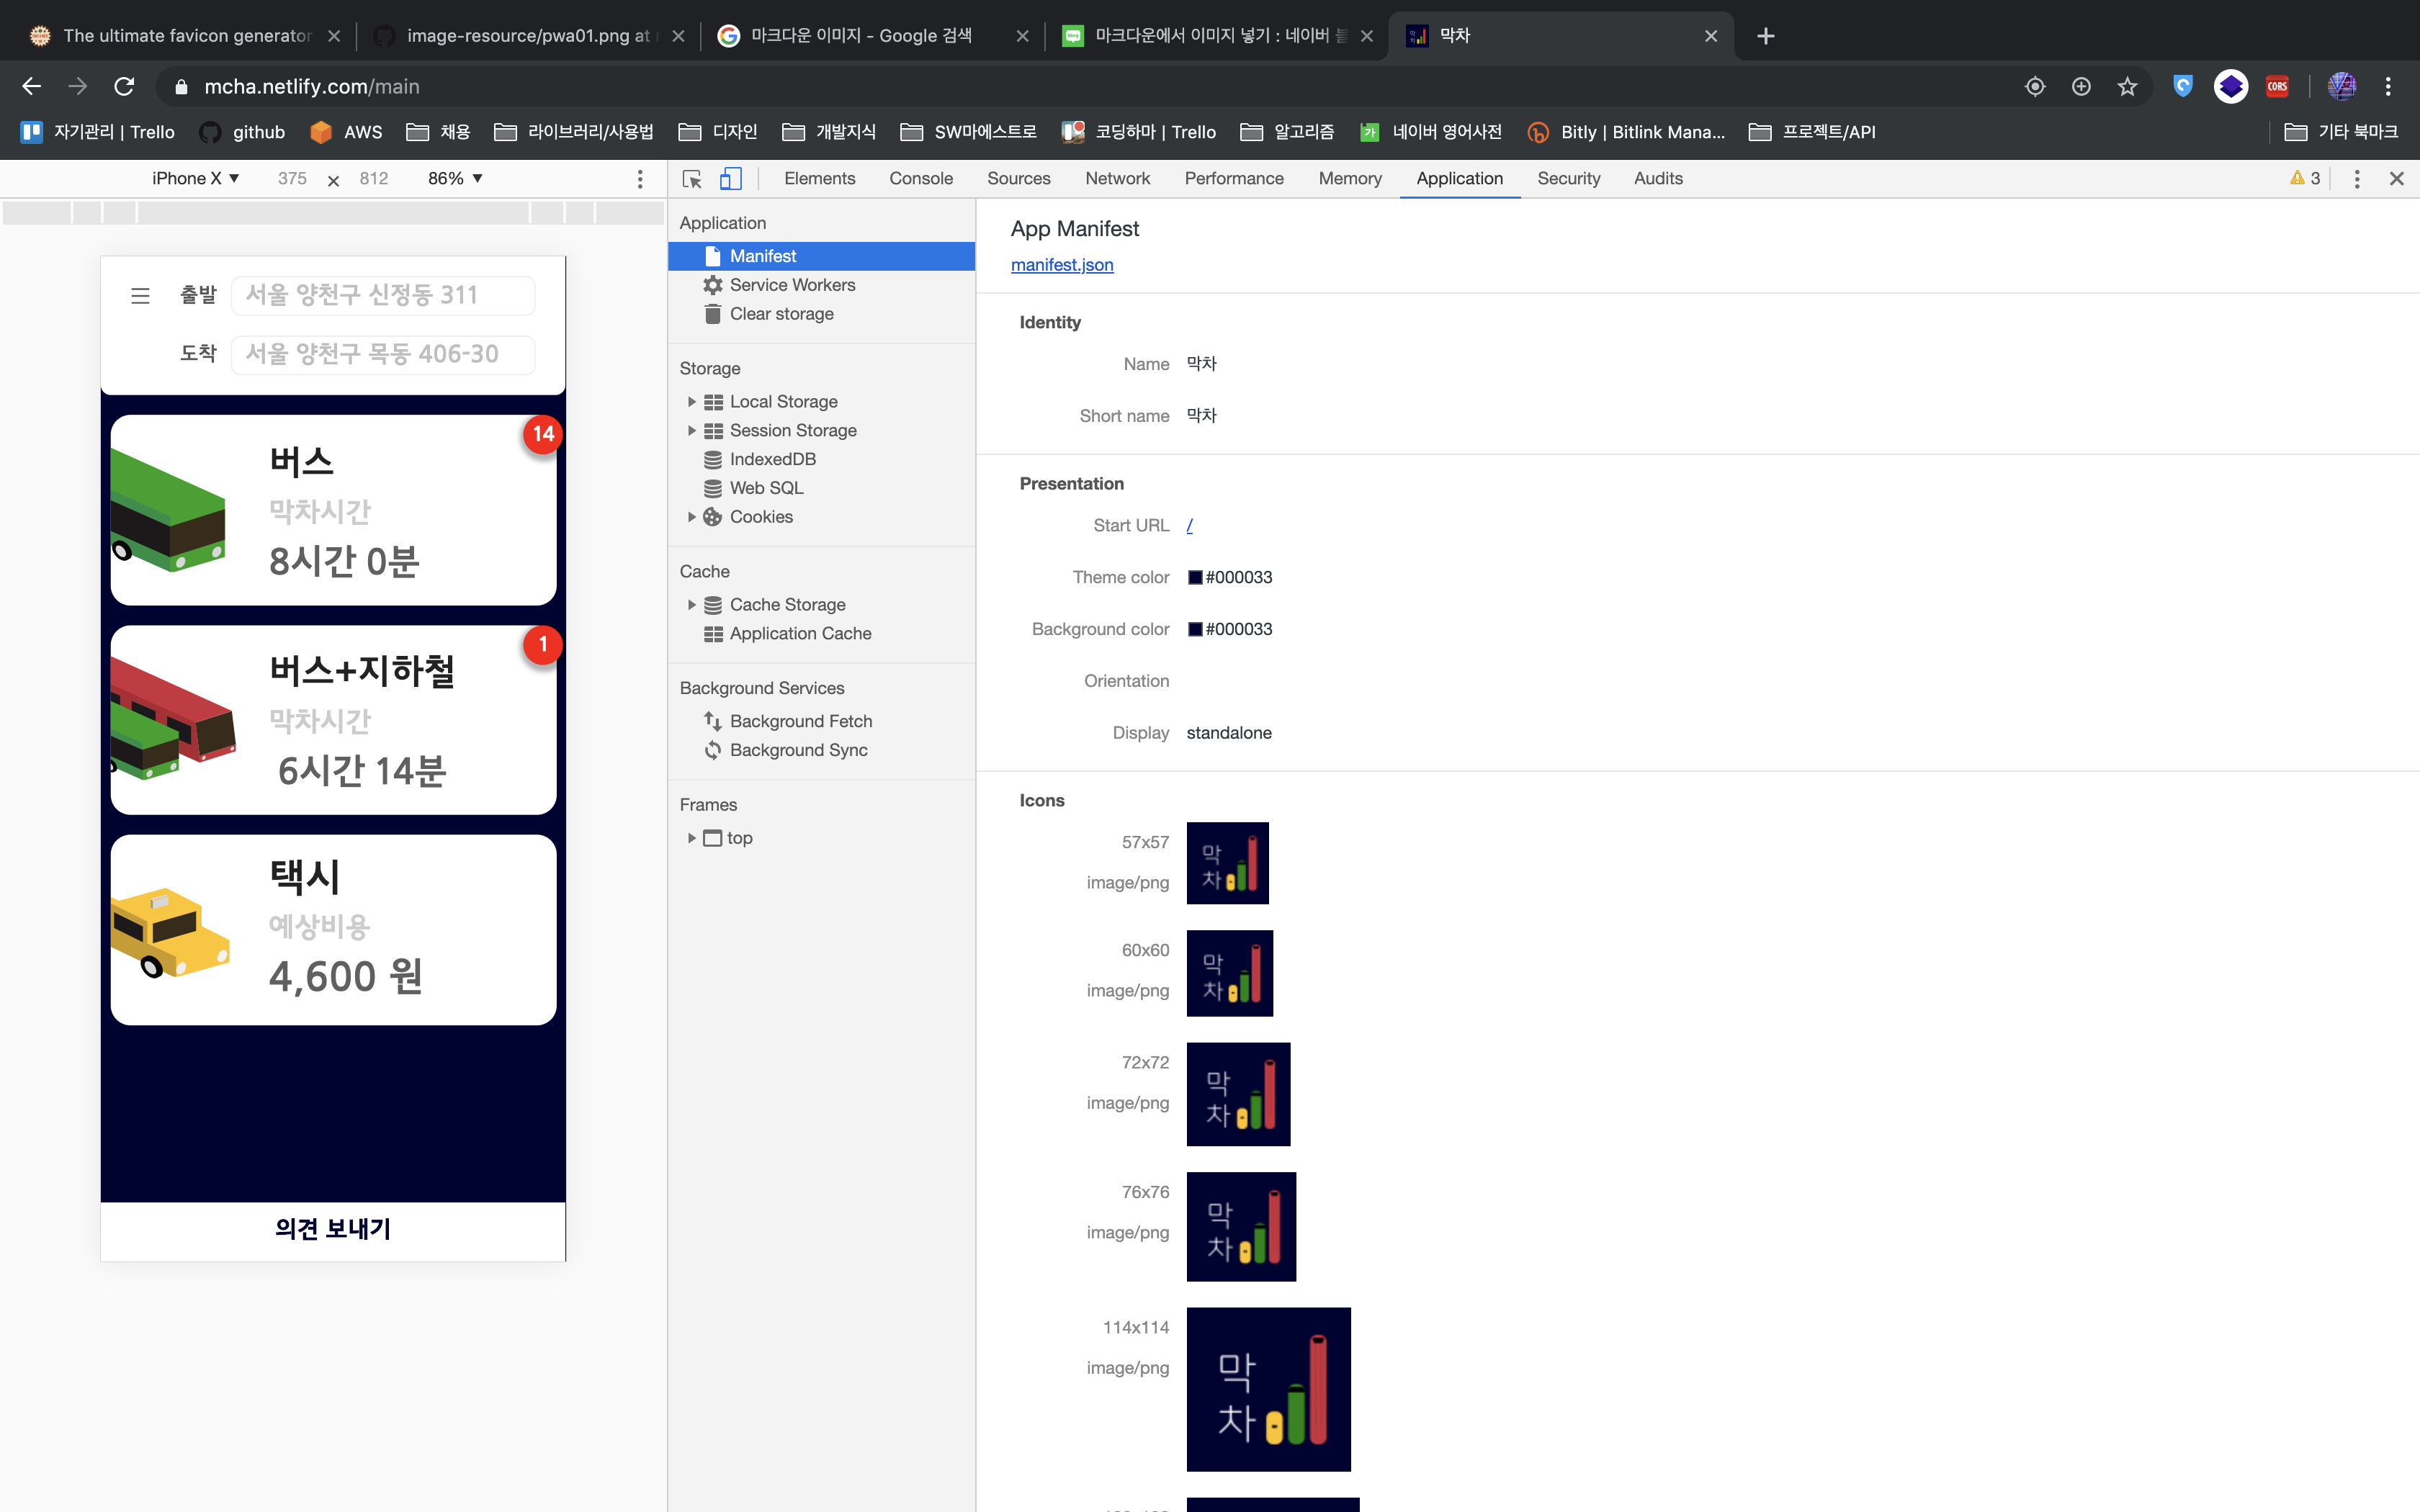 The ultimate favicon generator
image-resource/pwa01.png at
마크다운 이미지 - Google 검색
마크다운에서 이미지 넣기 : 네이버
막차
mcha.netlify.com/main
CORS
자기관리 | Trello
github
AWS
채용
라이브러리/사용법
디자인
개발지식
SW마에스트로
코딩하마 | Trello
알고리즘
네이버 영어사전
Bitly | Bitlink Mana...
프로젝트/API
기타 북마크
iPhone X ▼
375 × 812
86% ▼
Elements
Console
Sources
Network
Performance
Memory
Application
Security
Audits
3
출발
서울 양천구 신정동 311
도착
서울 양천구 목동 406-30
14
버스
막차시간
8시간 0분
1
버스+지하철
막차시간
6시간 14분
택시
예상비용
4,600 원
의견 보내기
Application
Manifest
Service Workers
Clear storage
Storage
Local Storage
Session Storage
IndexedDB
Web SQL
Cookies
Cache
Cache Storage
Application Cache
Background Services
Background Fetch
Background Sync
Frames
top
App Manifest
manifest.json
Identity
Name 막차
Short name 막차
Presentation
Start URL /
Theme color #000033
Background color #000033
Orientation
Display standalone
Icons
57x57
image/png
막
차
60x60
image/png
막
차
72x72
image/png
막
차
76x76
image/png
막
차
114x114
image/png
막
차